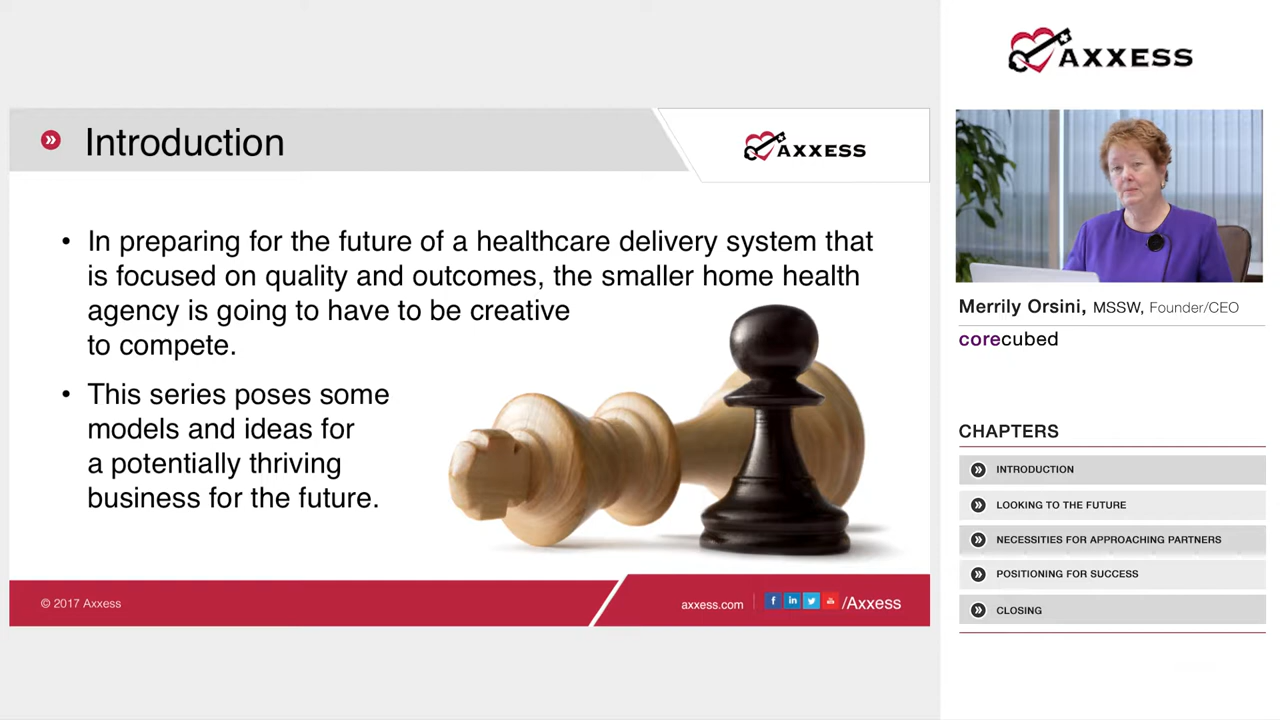 Introduction
AXXESS
• In preparing for the future of a healthcare delivery system that
is focused on quality and outcomes, the smaller home health
agency is going to have to be creative
to compete.
• This series poses some
models and ideas for
a potentially thriving
business for the future.
© 2017 Axxess
axxess.com
/Axxess
AXXESS
Merrily Orsini, MSSW, Founder/CEO
corecubed
CHAPTERS
INTRODUCTION
LOOKING TO THE FUTURE
NECESSITIES FOR APPROACHING PARTNERS
POSITIONING FOR SUCCESS
CLOSING